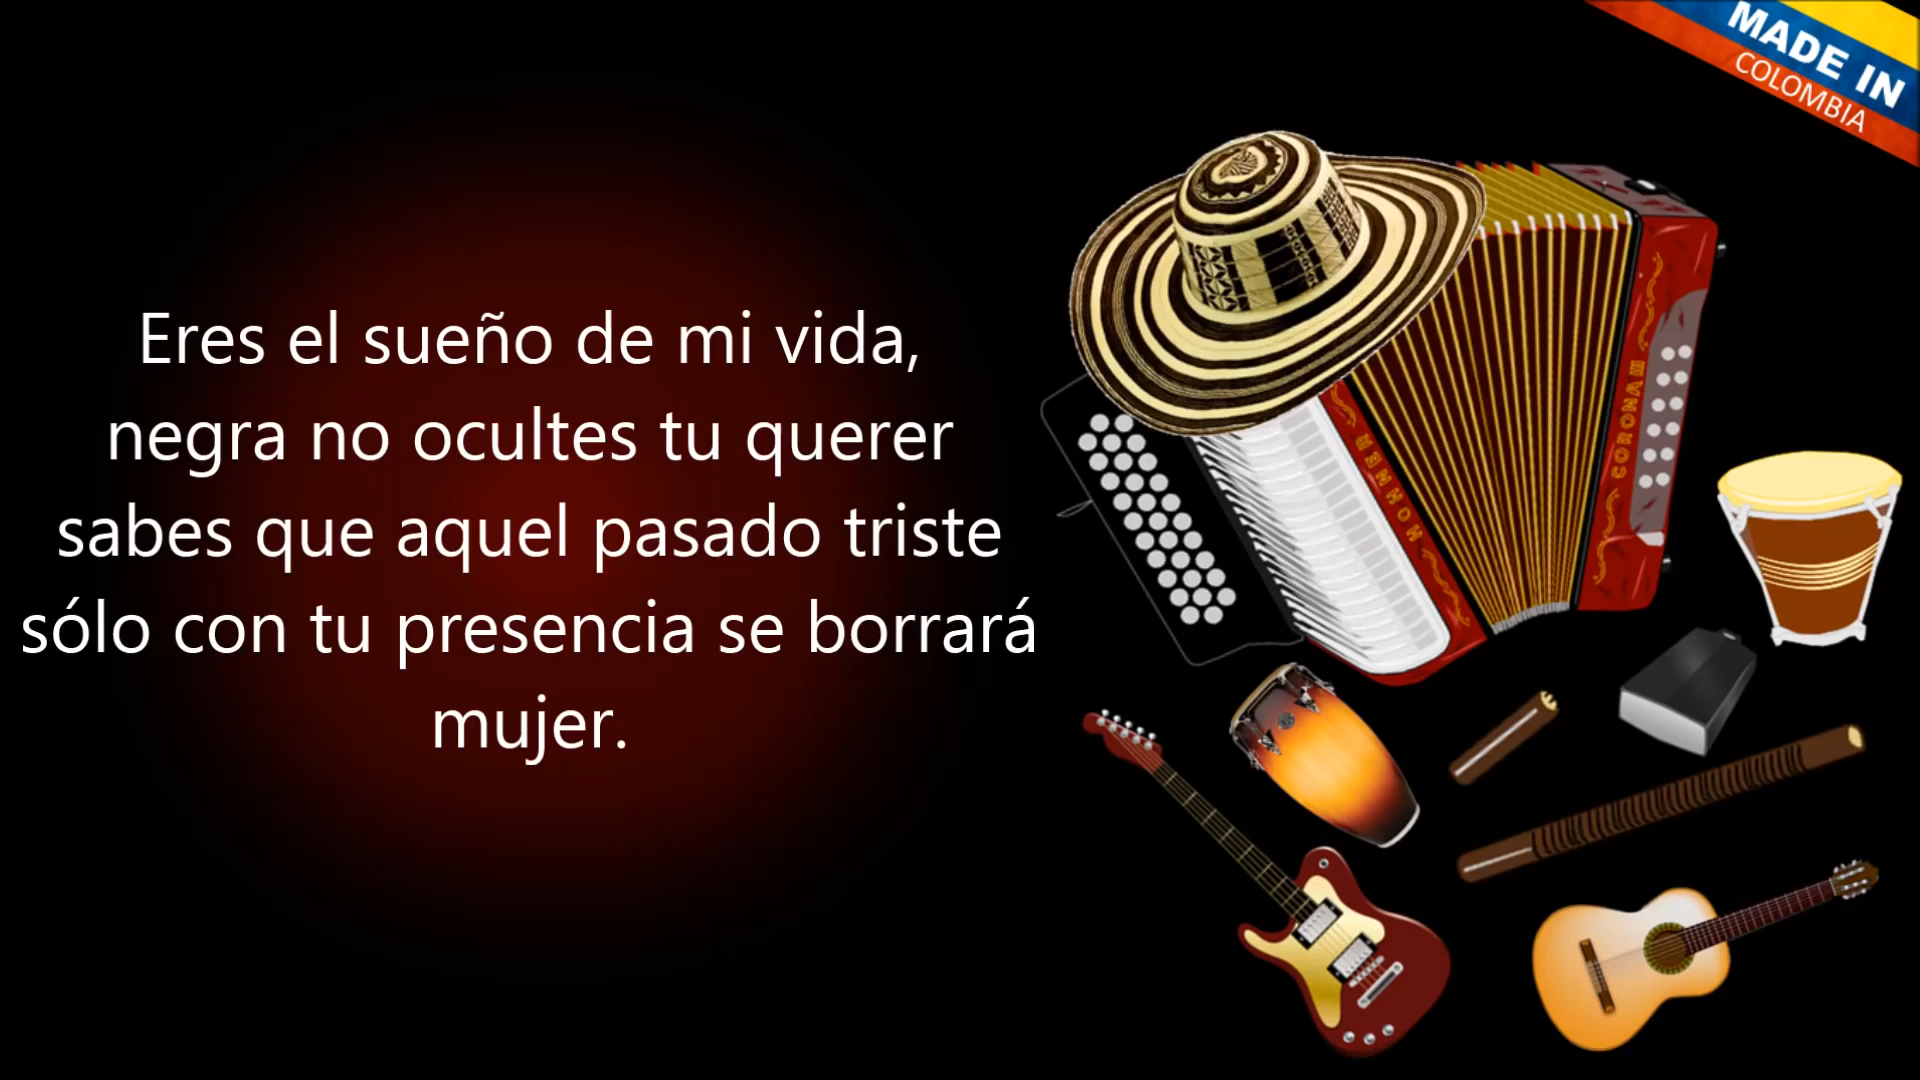 MADE IN
COLOMBIA
Eres el sueño de mi vida,
negra no ocultes tu querer
sabes que aquel pasado triste
sólo con tu presencia se borrará
mujer.
HOHNER
CORONA III